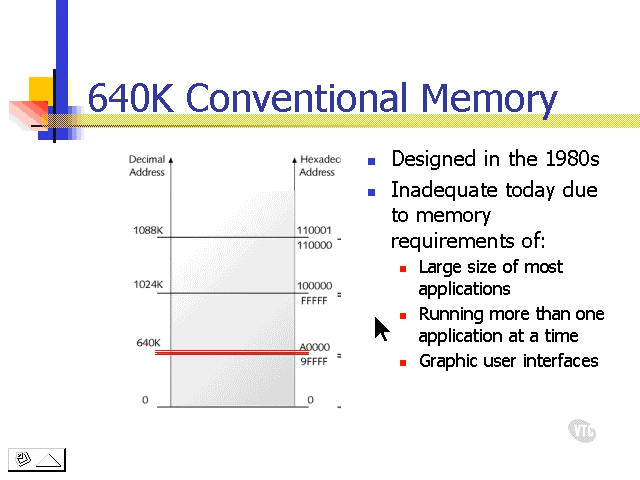 640K Conventional Memory
Decimal
Address
Hexadec
Address
1088K
110001
110000
1024K
100000
FFFFF
640K
A0000
9FFFF
0
0
Designed in the 1980s
Inadequate today due
to memory
requirements of:
Large size of most
applications
Running more than one
application at a time
Graphic user interfaces
VTC